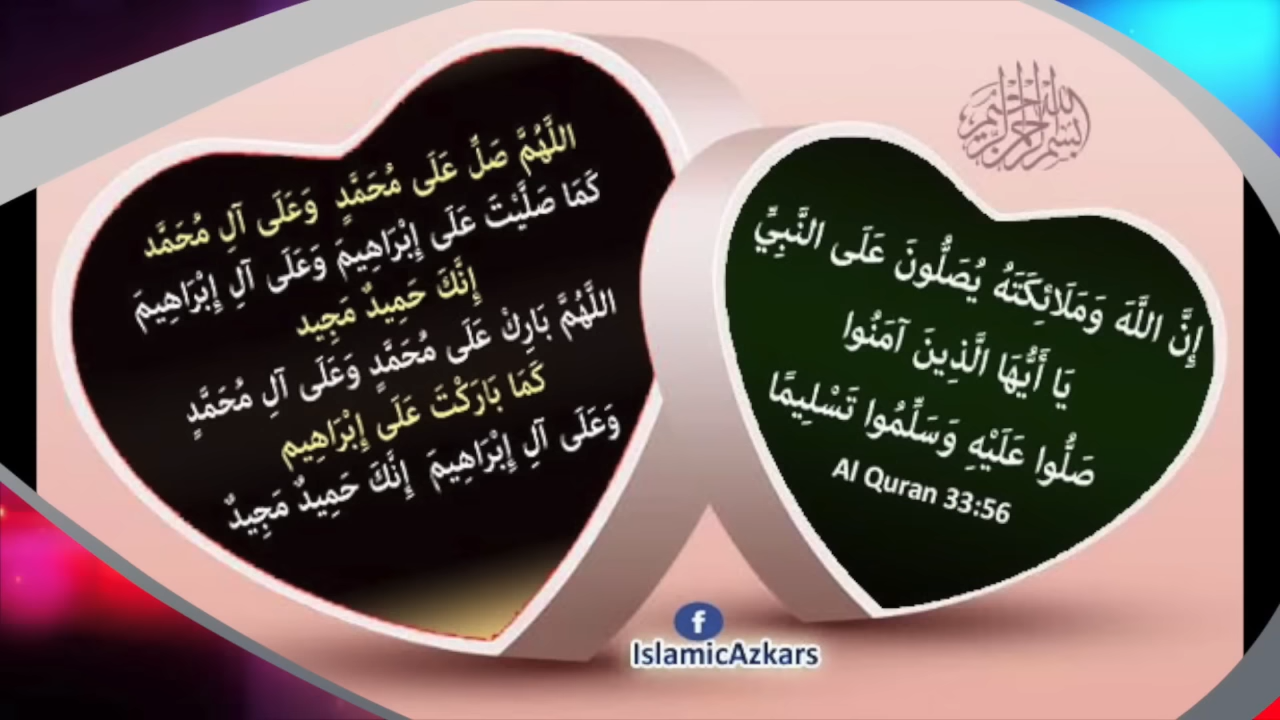 بسم الله الرحمن الرحيم
إِنَّ اللَّهَ وَمَلَائِكَتَهُ يُصَلُّونَ عَلَى النَّبِيِّ
يَا أَيُّهَا الَّذِينَ آمَنُوا
صَلُّوا عَلَيْهِ وَسَلِّمُوا تَسْلِيمًا
Al Quran 33:56
اللَّهُمَّ صَلِّ عَلَى مُحَمَّدٍ وَعَلَى آلِ مُحَمَّد
كَمَا صَلَّيْتَ عَلَى إِبْرَاهِيمَ وَعَلَى آلِ إِبْرَاهِيمَ
إِنَّكَ حَمِيدٌ مَجِيد
اللَّهُمَّ بَارِكْ عَلَى مُحَمَّدٍ وَعَلَى آلِ مُحَمَّدٍ
كَمَا بَارَكْتَ عَلَى إِبْرَاهِيم
وَعَلَى آلِ إِبْرَاهِيمَ إِنَّكَ حَمِيدٌ مَجِيدٌ
f
IslamicAzkars